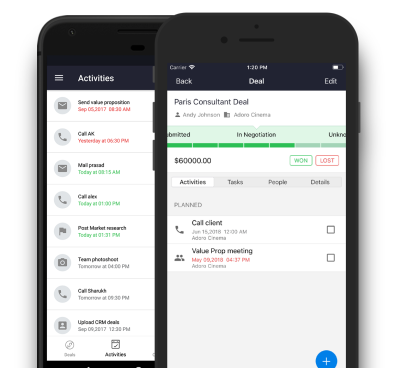 Activities
Send value proposition
Sep 05,2017 08:30 AM
Call AK
Yesterday at 06:30 PM
Mail prasad
Today at 08:15 AM
Call alex
Today at 01:00 PM
Post Market research
Today at 01:31 PM
Team photoshoot
Tomorrow at 04:00 PM
Call Sharukh
Tomorrow at 09:30 PM
Upload CRM deals
Sep 09,2017 12:30 PM
Deals Activities
Carrier 1:20 PM
Back Deal Edit
Paris Consultant Deal
Andy Johnson Adoro Cinema
ubmitted In Negotiation Unkno
$60000.00 WON LOST
Activities Tasks People Details
PLANNED
Call client
Jun 15,2016 12:00 AM
Adoro Cinema
Value Prop meeting
May 09,2018 04:37 PM
Adoro Cinema
+